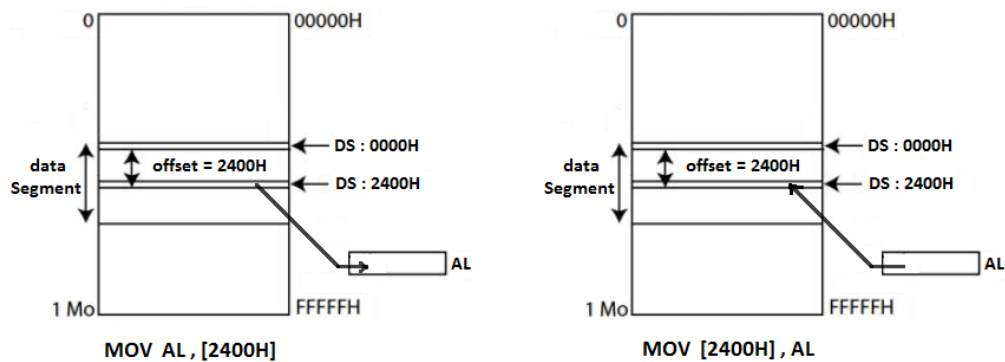 0
00000H
DS : 0000H
data
Segment
offset = 2400H
DS : 2400H
AL
1 Mo
FFFFFH
MOV AL , [2400H]
0
00000H
DS : 0000H
data
Segment
offset = 2400H
DS : 2400H
AL
1 Mo
FFFFFH
MOV [2400H] , AL